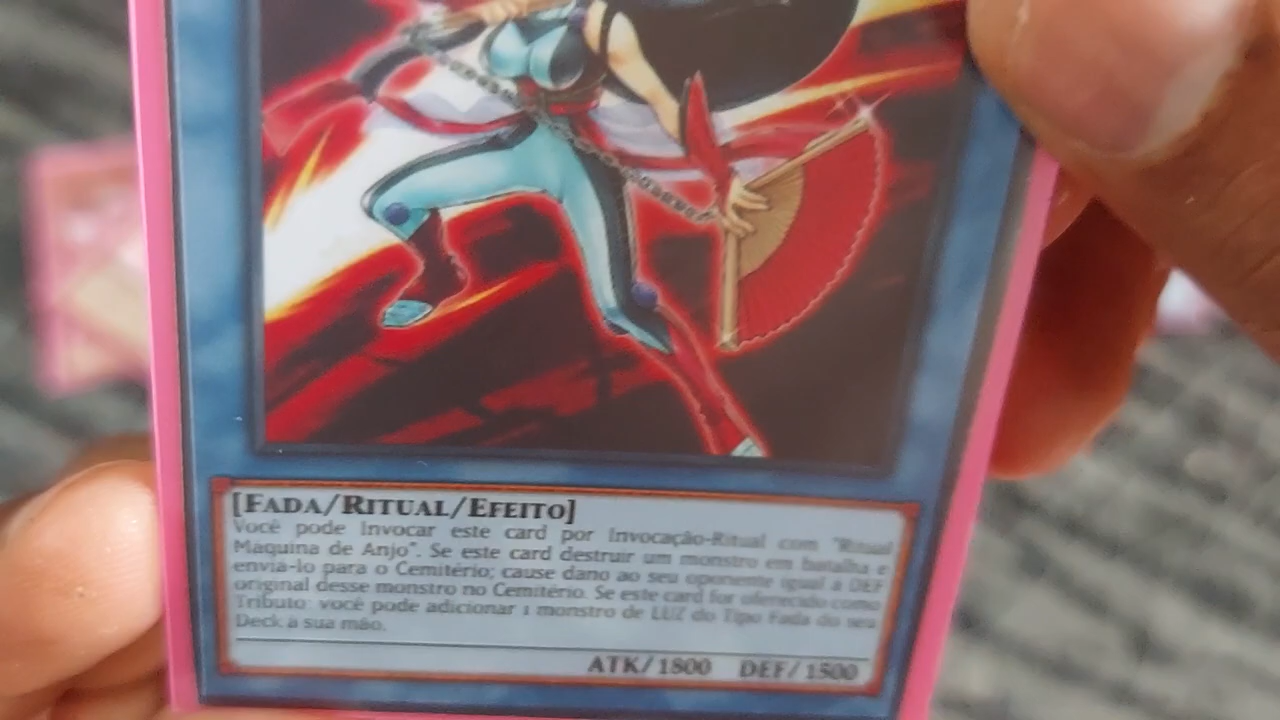 [FADA/RITUAL/EFEITO]
Você pode Invocar este card por Invocação-Ritual com "Ritual
Maquina de Anjo". Se este card destruir um monstro em batalha e
envia-lo para o Cemitério; cause dano ao seu oponente igual a DEF
original desse monstro no Cemitério. Se este card for oferecido como
Tributo: você pode adicionar 1 monstro de LUZ do Tipo Fada do seu
Deck à sua mão.
ATK/1800 DEF/1500